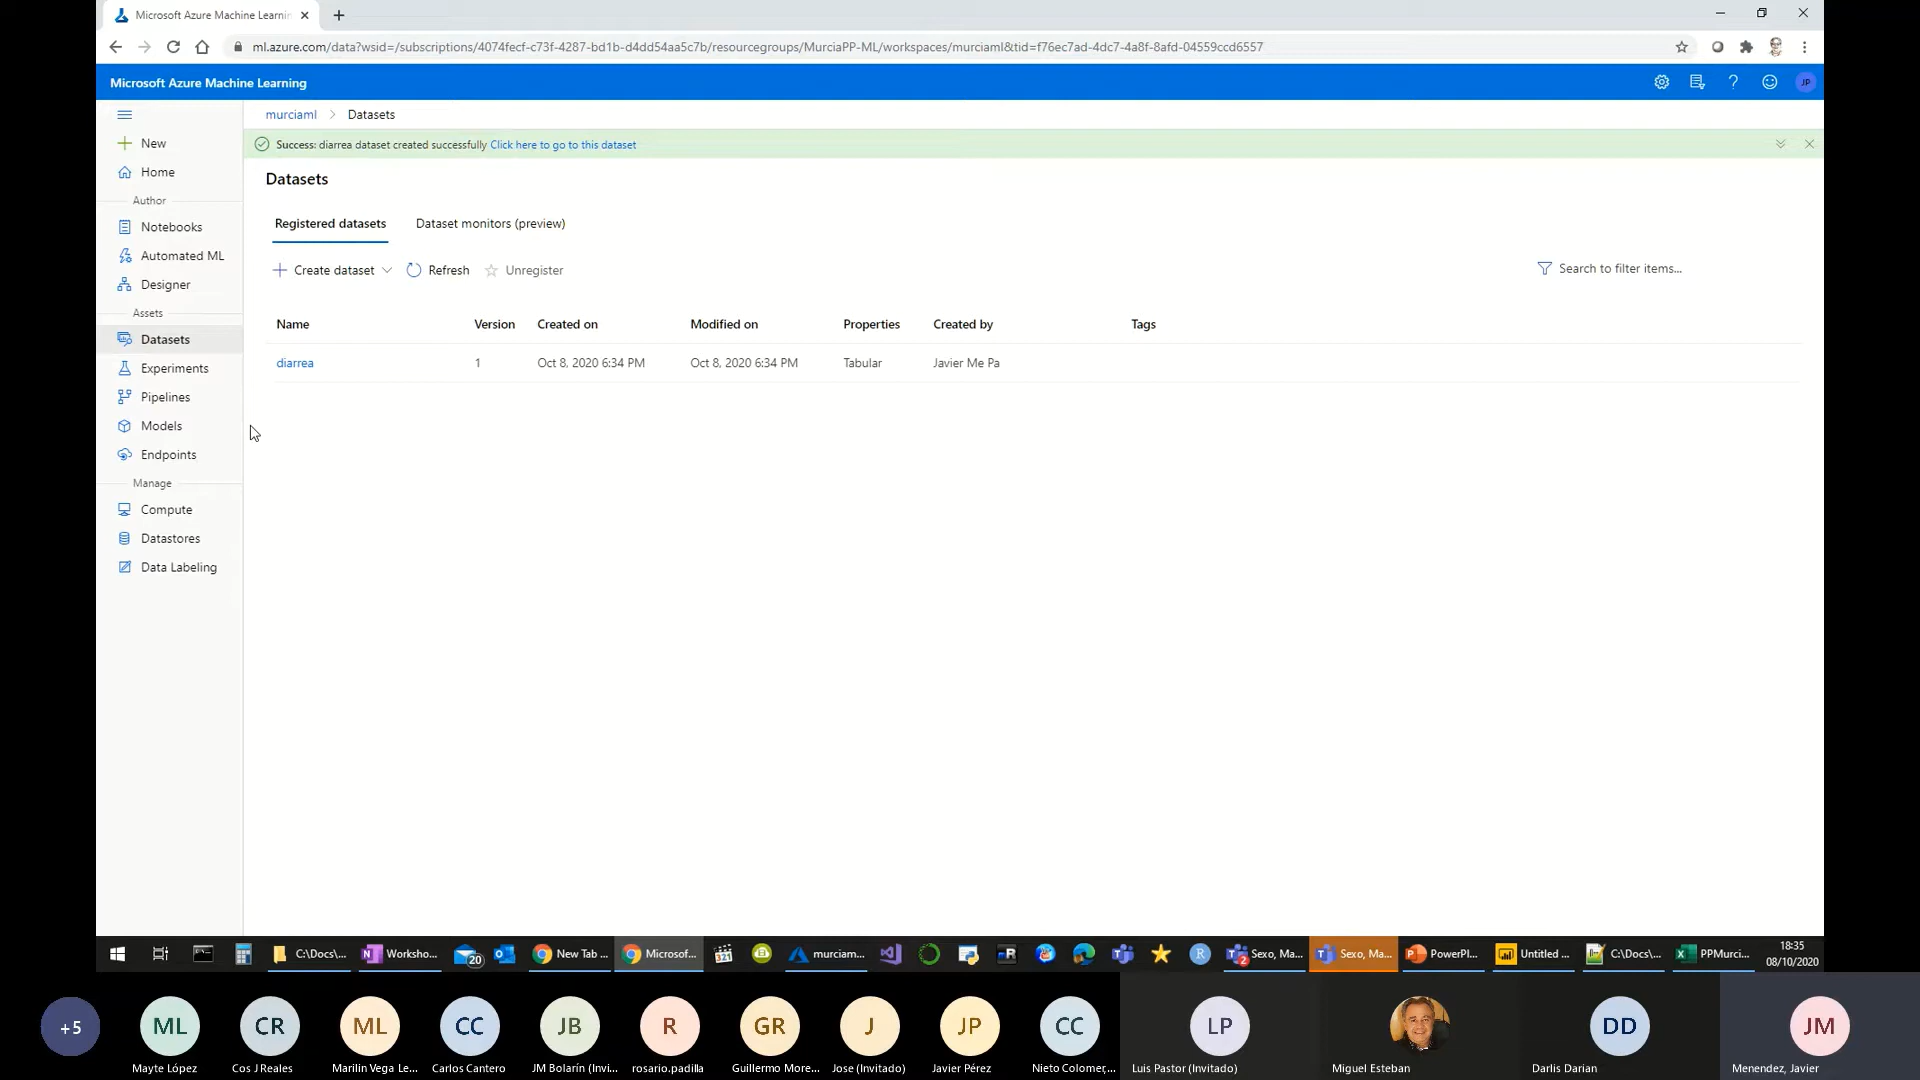 Microsoft Azure Machine Learnin
ml.azure.com/data?wsid=/subscriptions/4074fecf-c73f-4287-bd1b-d4dd54aa5c7b/resourcegroups/MurciaPP-ML/workspaces/murciaml&tid=f76ec7ad-4dc7-4a8f-8afd-04559ccd6557
Microsoft Azure Machine Learning
JP
murciaml > Datasets
New
Success: diarrea dataset created successfully Click here to go to this dataset
Home
Datasets
Author
Notebooks
Registered datasets Dataset monitors (preview)
Automated ML
Create dataset Refresh Unregister
Search to filter items...
Designer
Assets
Name Version Created on Modified on Properties Created by Tags
Datasets
diarrea 1 Oct 8, 2020 6:34 PM Oct 8, 2020 6:34 PM Tabular Javier Me Pa
Experiments
Pipelines
Models
Endpoints
Manage
Compute
Datastores
Data Labeling
C:\Docs\... Worksho... 20 New Tab ... Microsof... 321 murciam... R 2 Sexo, Ma... Sexo, Ma... PowerPl... Untitled ... C:\Docs\... PPMurci...
18:35
08/10/2020
+5 ML CR ML CC JB R GR J JP CC LP DD JM
Mayte López Cos J Reales Marilin Vega Le... Carlos Cantero JM Bolarín (Invi... rosario.padilla Guillermo More... Jose (Invitado) Javier Pérez Nieto Colomer,... Luis Pastor (Invitado) Miguel Esteban Darlis Darian Menendez, Javier